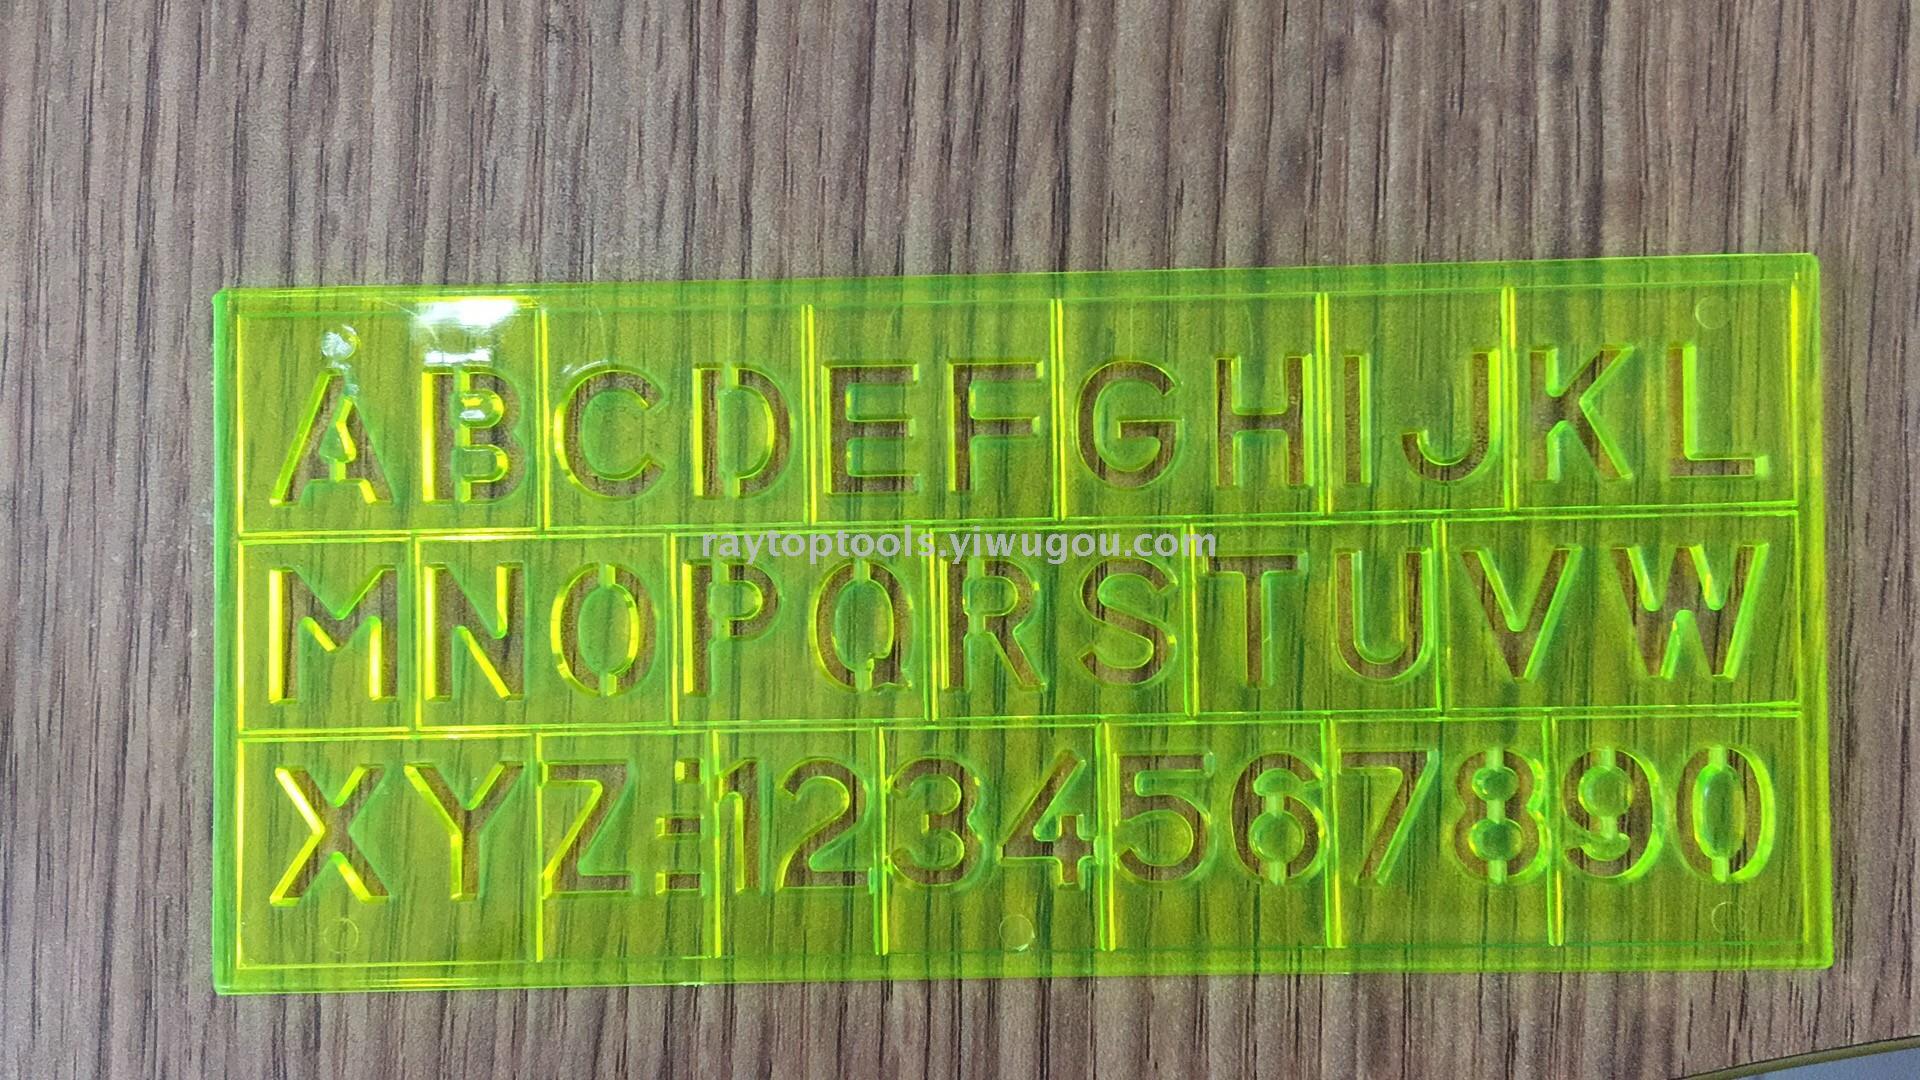 ABCDEFGHIJKL
raytoptools.yiwugou.com
MNOPQRSTUVW
XYZ:1234567890